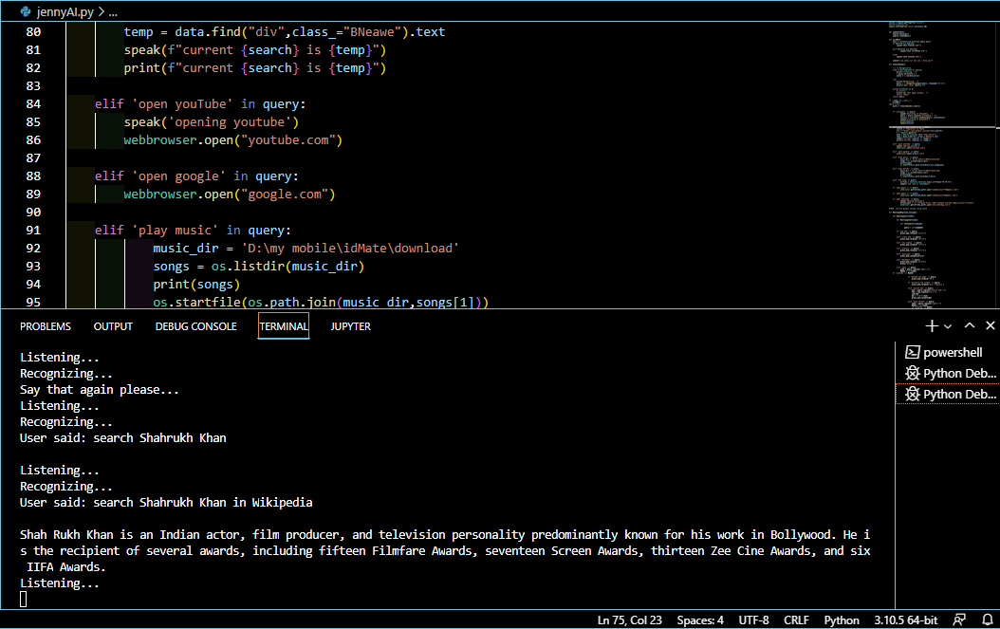 jennyAI.py > ...
80 temp = data.find("div",class_="BNeawe").text
81 speak(f"current {search} is {temp}")
82 print(f"current {search} is {temp}")
83
84 elif 'open youTube' in query:
85 speak('opening youtube')
86 webbrowser.open("youtube.com")
87
88 elif 'open google' in query:
89 webbrowser.open("google.com")
90
91 elif 'play music' in query:
92 music_dir = 'D:\my mobile\idMate\download'
93 songs = os.listdir(music_dir)
94 print(songs)
95 os.startfile(os.path.join(music_dir,songs[1]))
PROBLEMS OUTPUT DEBUG CONSOLE TERMINAL JUPYTER
powershell
Python Deb...
Python Deb...
Listening...
Recognizing...
Say that again please...
Listening...
Recognizing...
User said: search Shahrukh Khan
Listening...
Recognizing...
User said: search Shahrukh Khan in Wikipedia
Shah Rukh Khan is an Indian actor, film producer, and television personality predominantly known for his work in Bollywood. He i
s the recipient of several awards, including fifteen Filmfare Awards, seventeen Screen Awards, thirteen Zee Cine Awards, and six
IIFA Awards.
Listening...
Ln 75, Col 23 Spaces: 4 UTF-8 CRLF Python 3.10.5 64-bit